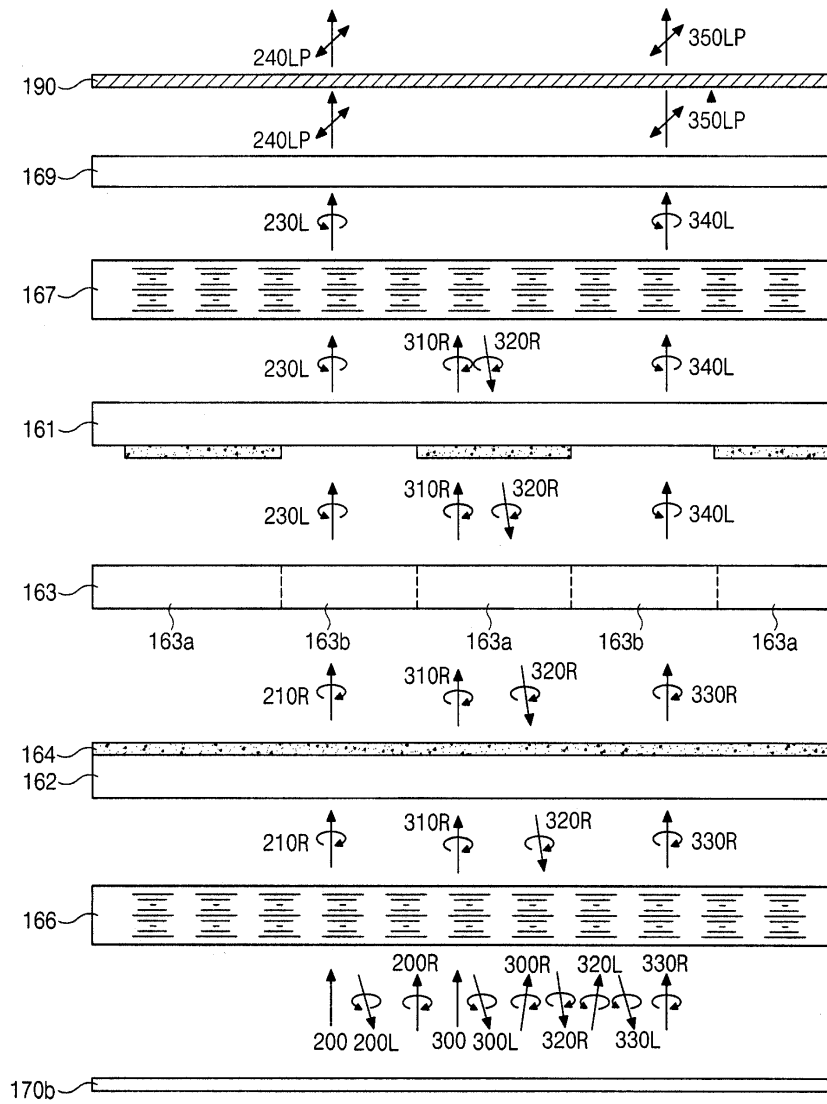 240LP 350LP
190
240LP 350LP
169
230L 340L
167
230L 310R 320R 340L
161
230L 310R 320R 340L
163
163a 163b 163a 163b 163a
210R 310R 320R 330R
164
162
210R 310R 320R 330R
166
200R 300R 320L 330R
200 200L 300 300L 320R 330L
170b